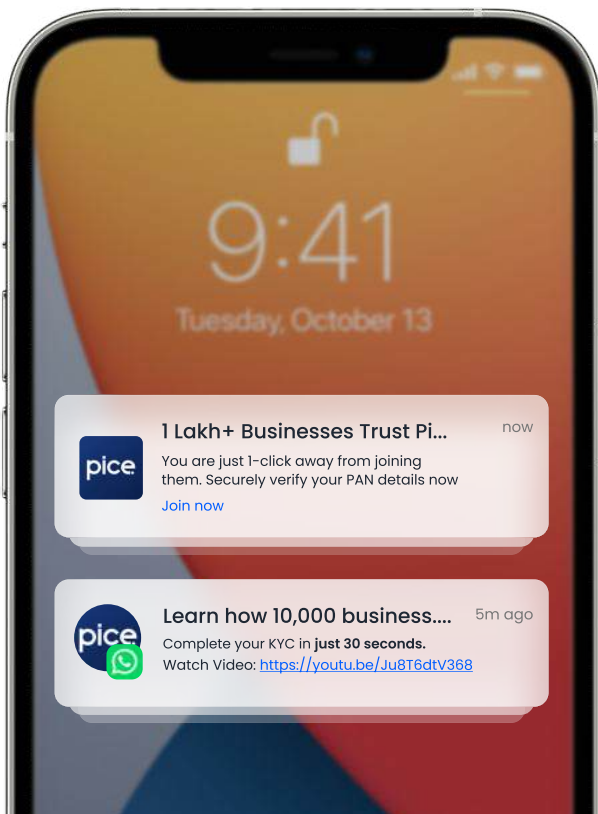 9:41
Tuesday, October 13
1 Lakh+ Businesses Trust Pi...
now
pice
You are just 1-click away from joining
them. Securely verify your PAN details now
Join now
Learn how 10,000 business....
5m ago
pice
Complete your KYC in just 30 seconds.
Watch Video: https://youtu.be/Ju8T6dtV368